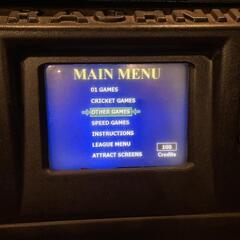 MAIN MENU
01 GAMES
CRICKET GAMES
OTHER GAMES
SPEED GAMES
INSTRUCTIONS
LEAGUE MENU
100
ATTRACT SCREENS
Credits